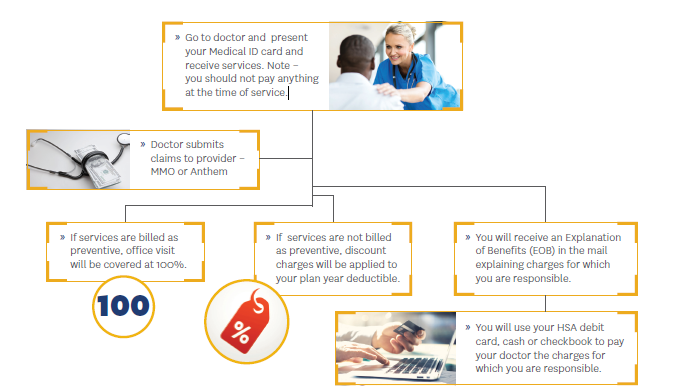 » Go to doctor and  present
your Medical ID card and
receive services. Note –
you should not pay anything
at the time of service.
» Doctor submits
claims to provider –
MMO or Anthem
» If services are billed as
preventive, office visit
will be covered at 100%.
100
» If  services are not billed
as preventive, discount
charges will be applied to
your plan year deductible.
%
» You will receive an Explanation
of Benefits (EOB) in the mail
explaining charges for which
you are responsible.
» You will use your HSA debit
card, cash or checkbook to pay
your doctor the charges for
which you are responsible.